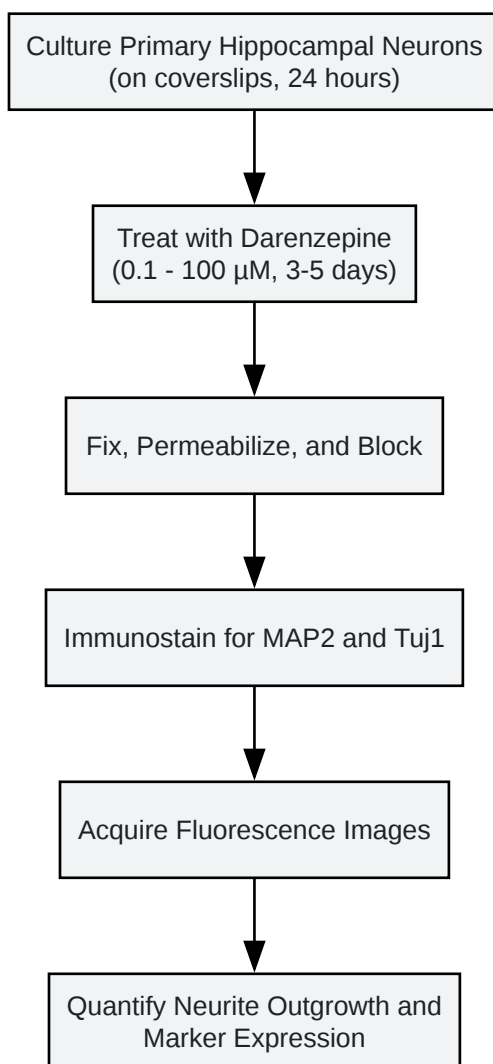 Culture Primary Hippocampal Neurons
(on coverslips, 24 hours)
Treat with Darenzepine
(0.1 - 100 µM, 3-5 days)
Fix, Permeabilize, and Block
Immunostain for MAP2 and Tuj1
Acquire Fluorescence Images
Quantify Neurite Outgrowth and
Marker Expression